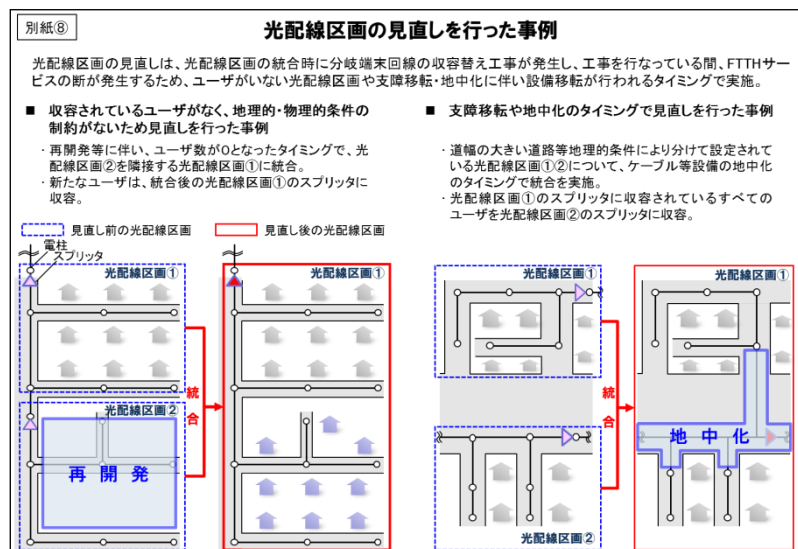 別紙⑧
光配線区画の見直しを行った事例
光配線区画の見直しは、光配線区画の統合時に分岐端末回線の収容替え工事が発生し、工事を行なっている間、FTTHサー
ビスの断が発生するため、ユーザがいない光配線区画や支障移転・地中化に伴い設備移転が行われるタイミングで実施。
■ 収容されているユーザがなく、地理的・物理的条件の
制約がないため見直しを行った事例
・再開発等に伴い、ユーザ数が0となったタイミングで、光
配線区画②を隣接する光配線区画①に統合。
・新たなユーザは、統合後の光配線区画①のスプリッタに
収容。
■ 支障移転や地中化のタイミングで見直しを行った事例
・道幅の大きい道路等地理的条件により分けて設定されて
いる光配線区画①②について、ケーブル等設備の地中化
のタイミングで統合を実施。
・光配線区画①のスプリッタに収容されているすべての
ユーザを光配線区画②のスプリッタに収容。
見直し前の光配線区画
見直し後の光配線区画
電柱
スプリッタ
光配線区画①
光配線区画②
再開発
統合
光配線区画①
光配線区画①
光配線区画②
統合
光配線区画①
地中化